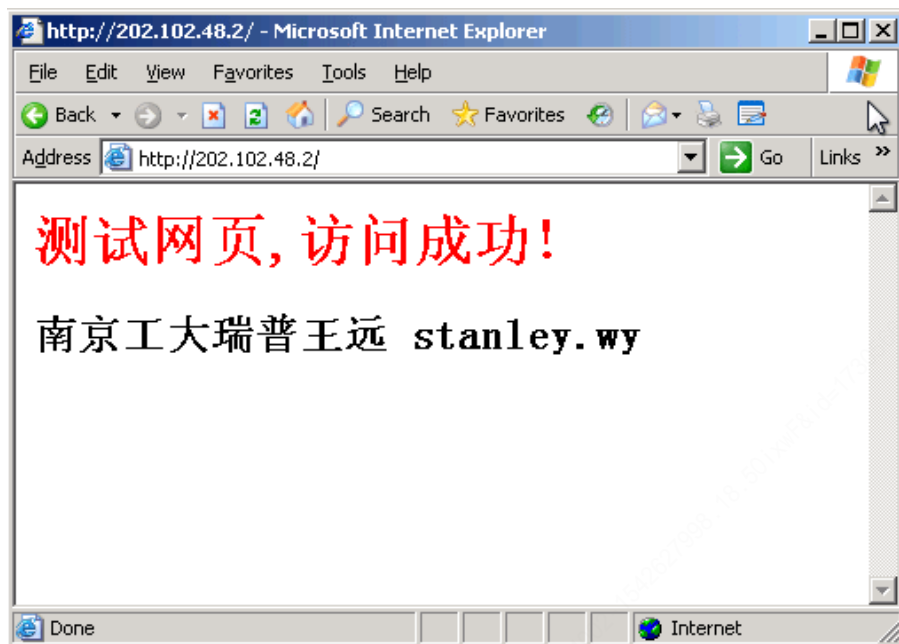 http://202.102.48.2/ - Microsoft Internet Explorer
File Edit View Favorites Tools Help
Back Search Favorites
Address http://202.102.48.2/ Go Links »
测试网页,访问成功!
南京工大瑞普王远 stanley.wy
Done Internet